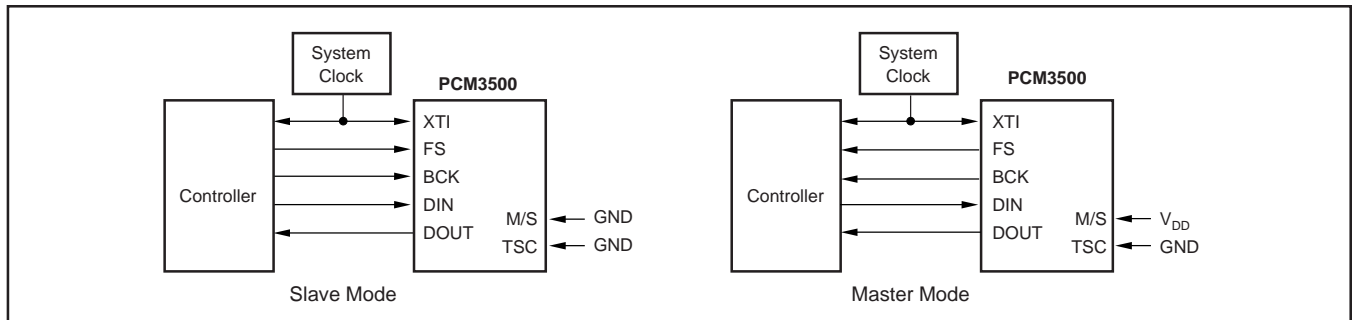 System
Clock
PCM3500
XTI
FS
BCK
DIN
DOUT
M/S
TSC
GND
GND
Controller
Slave Mode
System
Clock
PCM3500
XTI
FS
BCK
DIN
DOUT
M/S
TSC
VDD
GND
Controller
Master Mode